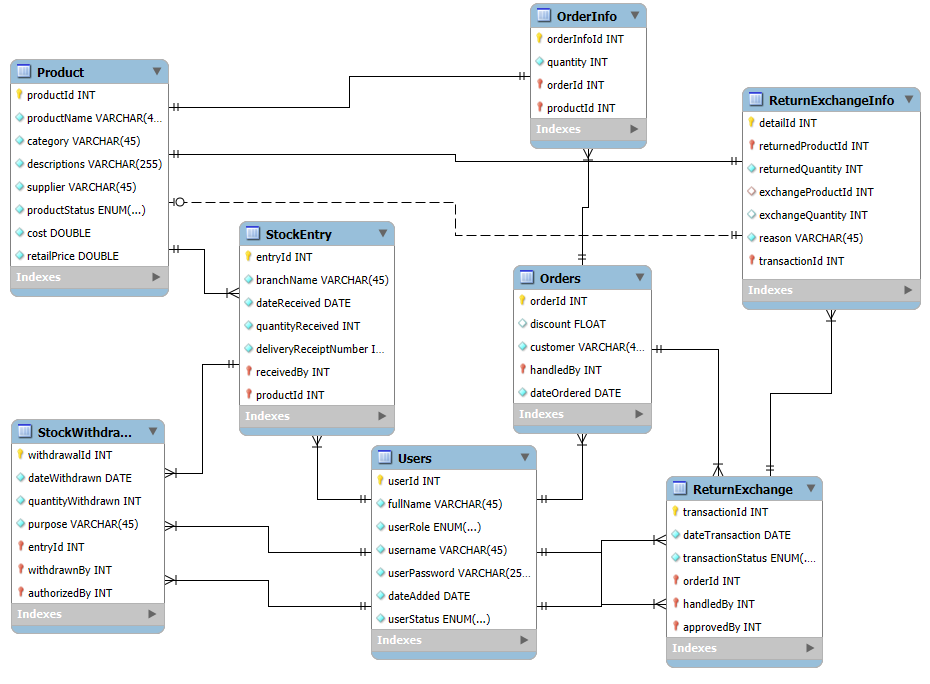 OrderInfo
orderInfoId INT
quantity INT
orderId INT
productId INT
Indexes
Product
productId INT
productName VARCHAR(4...
category VARCHAR(45)
descriptions VARCHAR(255)
supplier VARCHAR(45)
productStatus ENUM(...)
cost DOUBLE
retailPrice DOUBLE
Indexes
ReturnExchangeInfo
detailId INT
returnedProductId INT
returnedQuantity INT
exchangeProductId INT
exchangeQuantity INT
reason VARCHAR(45)
transactionId INT
Indexes
StockEntry
entryId INT
branchName VARCHAR(45)
dateReceived DATE
quantityReceived INT
deliveryReceiptNumber I...
receivedBy INT
productId INT
Indexes
Orders
orderId INT
discount FLOAT
customer VARCHAR(4...
handledBy INT
dateOrdered DATE
Indexes
StockWithdra...
withdrawalId INT
dateWithdrawn DATE
quantityWithdrawn INT
purpose VARCHAR(45)
entryId INT
withdrawnBy INT
authorizedBy INT
Indexes
Users
userId INT
fullName VARCHAR(45)
userRole ENUM(...)
username VARCHAR(45)
userPassword VARCHAR(25...
dateAdded DATE
userStatus ENUM(...)
Indexes
ReturnExchange
transactionId INT
dateTransaction DATE
transactionStatus ENUM(...
orderId INT
handledBy INT
approvedBy INT
Indexes